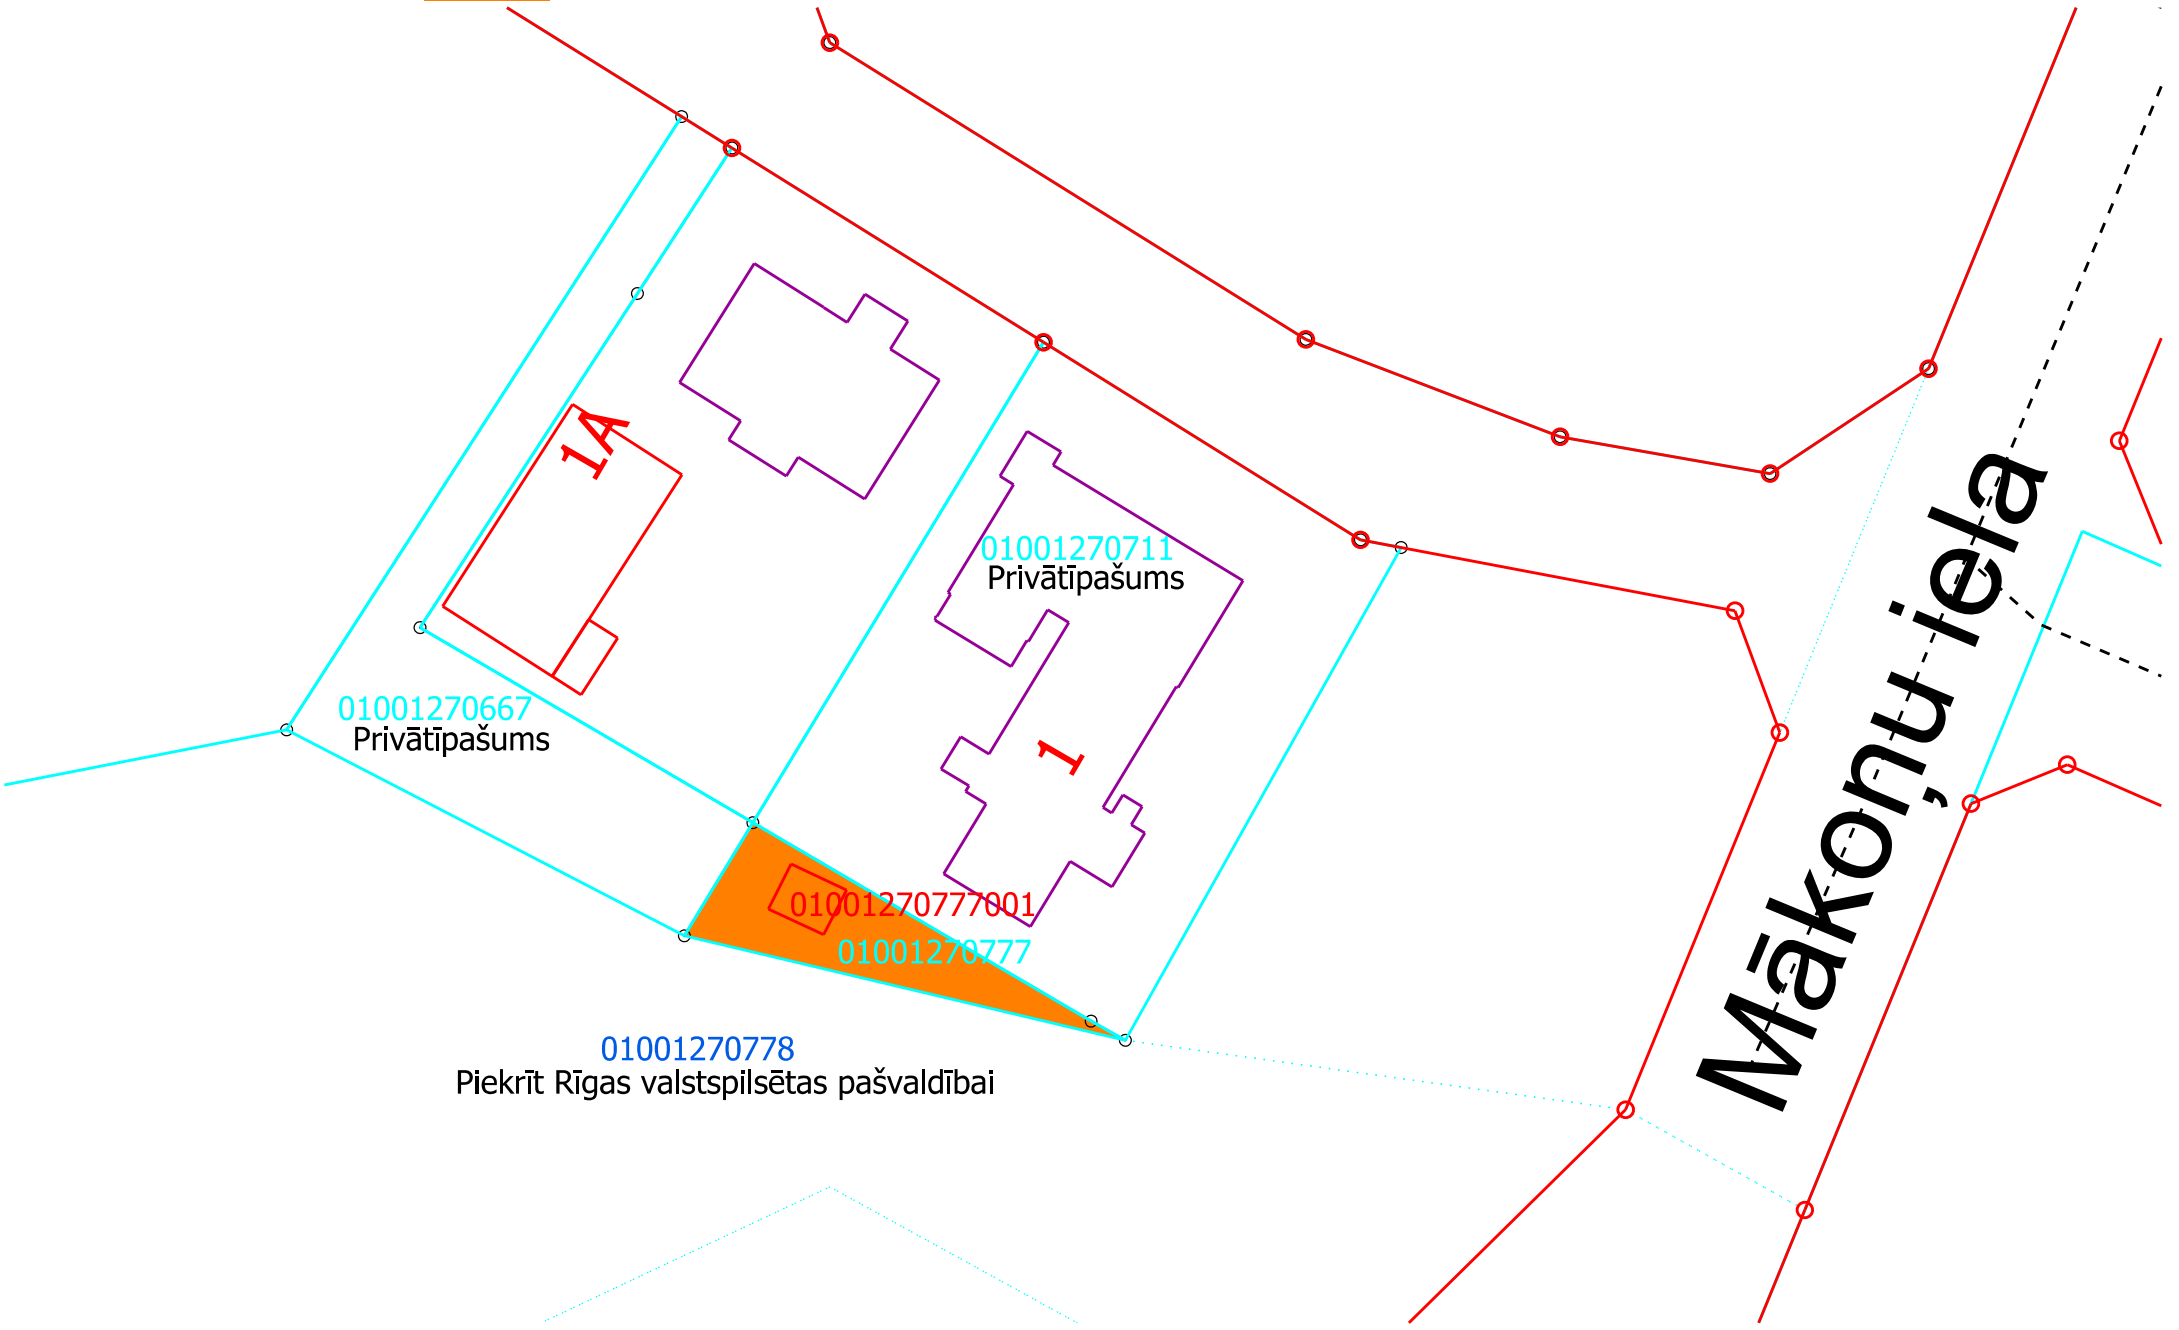 1A
01001270711
Privātīpašums
01001270667
Privātīpašums
1
01001270777001
01001270777
01001270778
Piekrīt Rīgas valstspilsētas pašvaldībai
Mākoņu iela